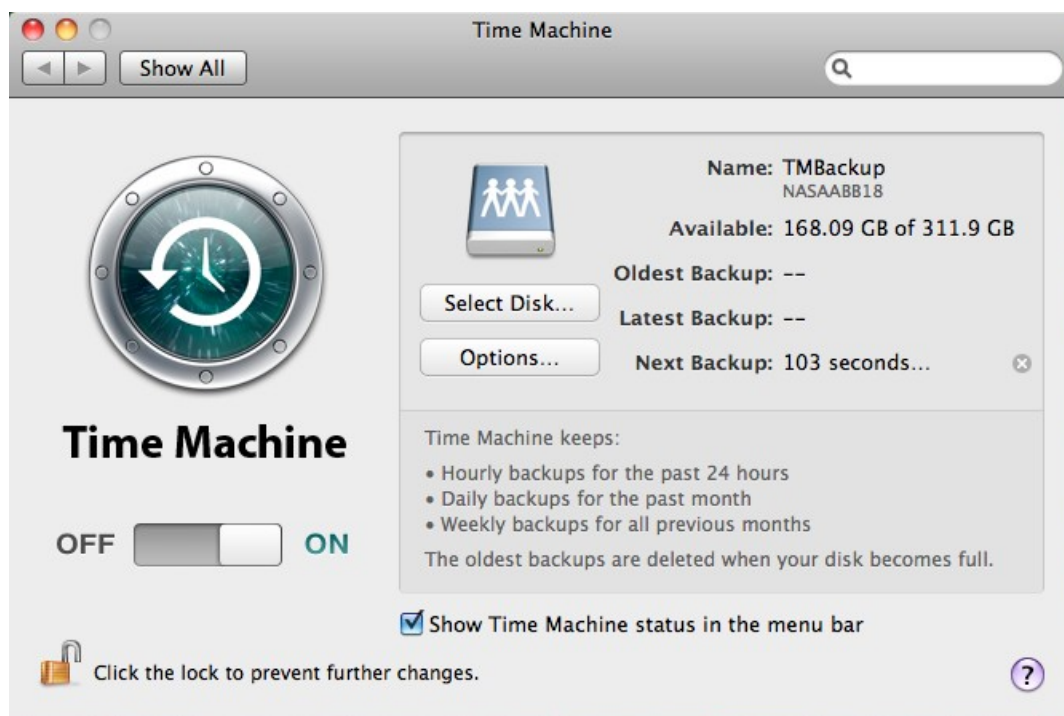 Time Machine
Show All
Name: TMBackup
NASAABB18
Available: 168.09 GB of 311.9 GB
Oldest Backup: --
Select Disk...
Latest Backup: --
Options...
Next Backup: 103 seconds...
Time Machine
Time Machine keeps:
• Hourly backups for the past 24 hours
• Daily backups for the past month
• Weekly backups for all previous months
The oldest backups are deleted when your disk becomes full.
OFF ON
Show Time Machine status in the menu bar
Click the lock to prevent further changes.
?